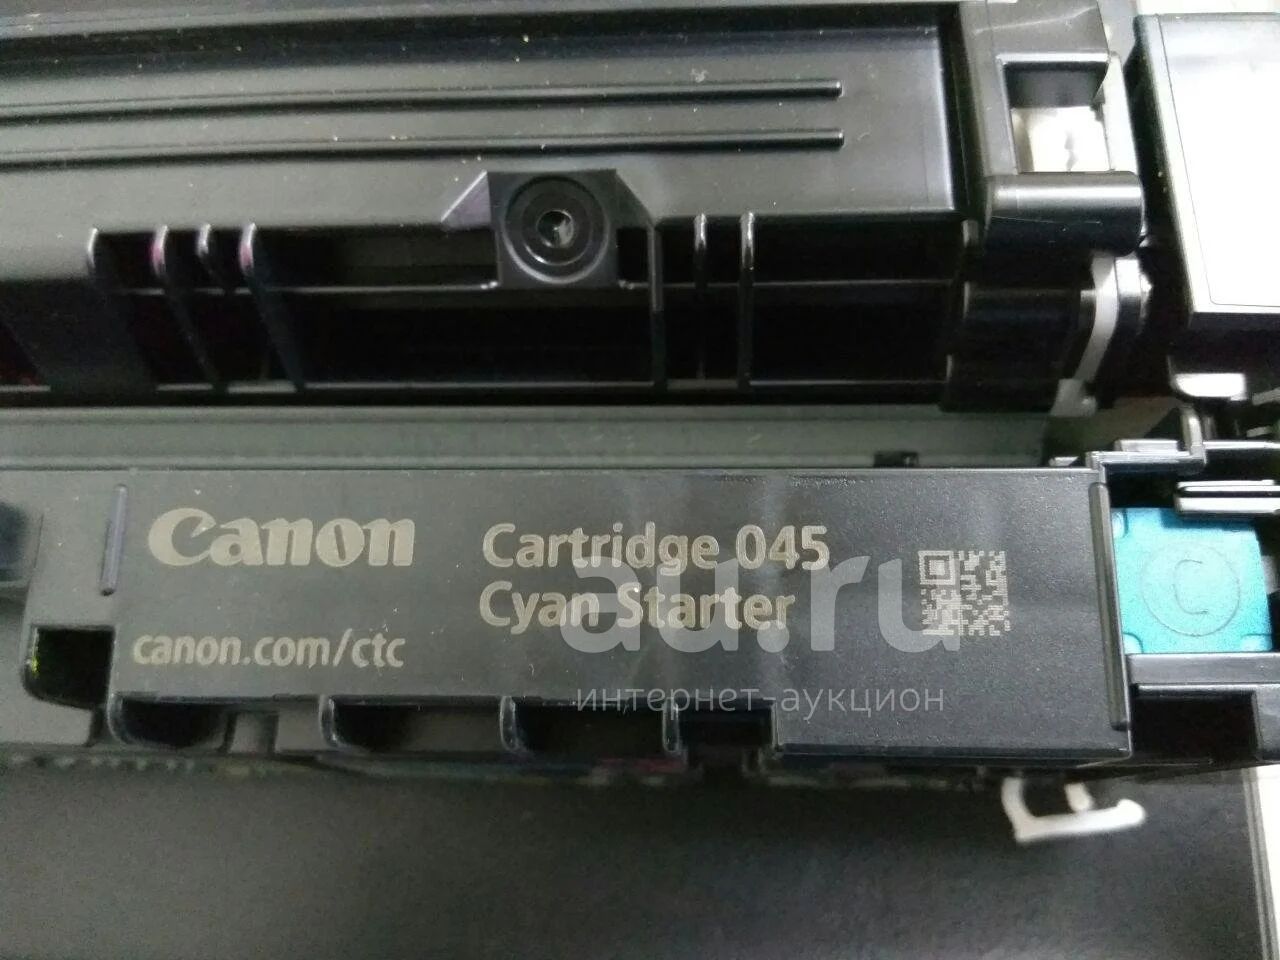 Canon
Cartridge 045
Cyan Starter
canon.com/ctc
C
au.ru
интернет-аукцион